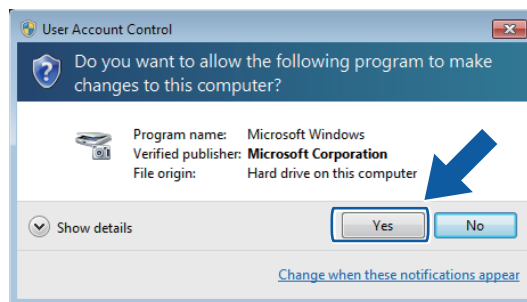 User Account Control
Do you want to allow the following program to make
changes to this computer?
Program name: Microsoft Windows
Verified publisher: Microsoft Corporation
File origin: Hard drive on this computer
Show details
Yes No
Change when these notifications appear